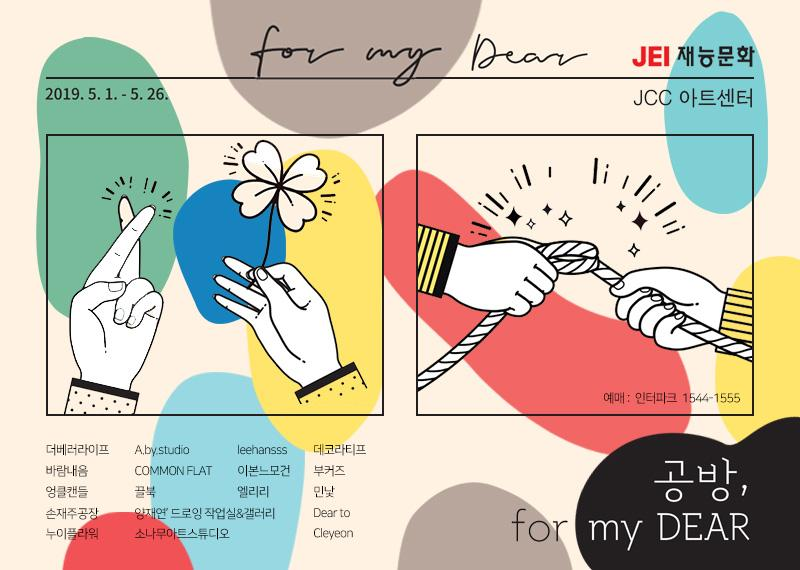 for my Dear
JEI 재능문화
2019. 5. 1. - 5. 26.
JCC 아트센터
예매 : 인터파크 1544-1555
더베러라이프 A.by.studio leehansss 데코라티프
바람내음 COMMON FLAT 이본느모건 부커즈
엉클캔들 끌북 엘리리 민낯
손재주공장 양재연' 드로잉 작업실&갤러리 Dear to
누이플라워 소나무아트스튜디오 Cleyeon
공방,
for my DEAR